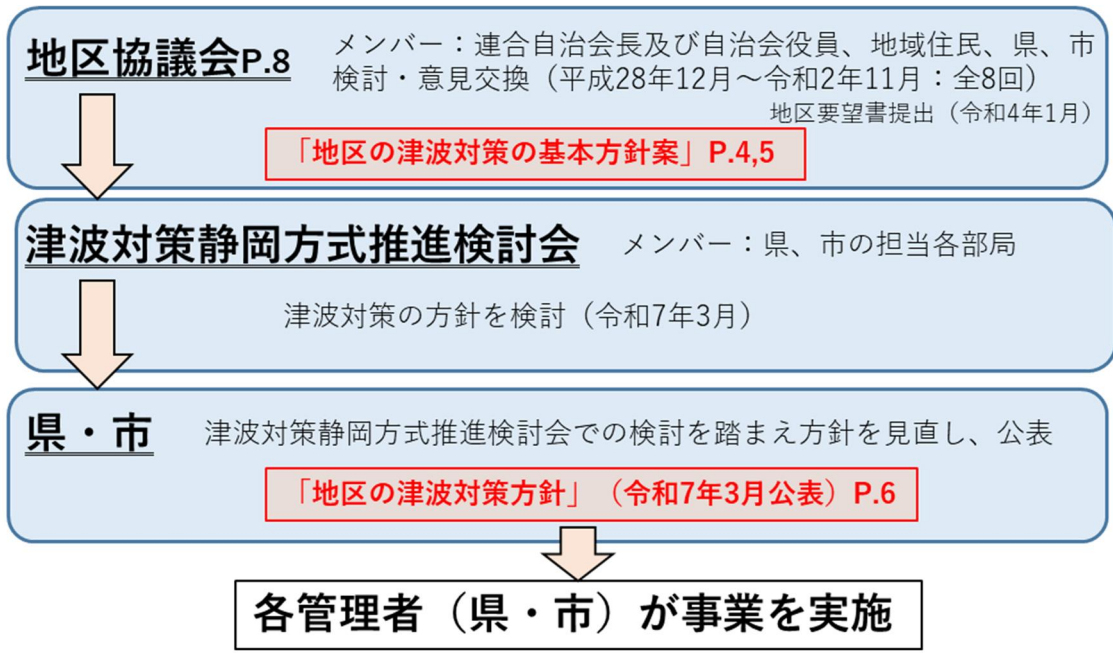 地区協議会P.8
メンバー：連合自治会長及び自治会役員、地域住民、県、市
検討・意見交換（平成28年12月～令和2年11月：全8回）
地区要望書提出（令和4年1月）
「地区の津波対策の基本方針案」P.4,5
津波対策静岡方式推進検討会
メンバー：県、市の担当各部局
津波対策の方針を検討（令和7年3月）
県・市
津波対策静岡方式推進検討会での検討を踏まえ方針を見直し、公表
「地区の津波対策方針」（令和7年3月公表）P.6
各管理者（県・市）が事業を実施